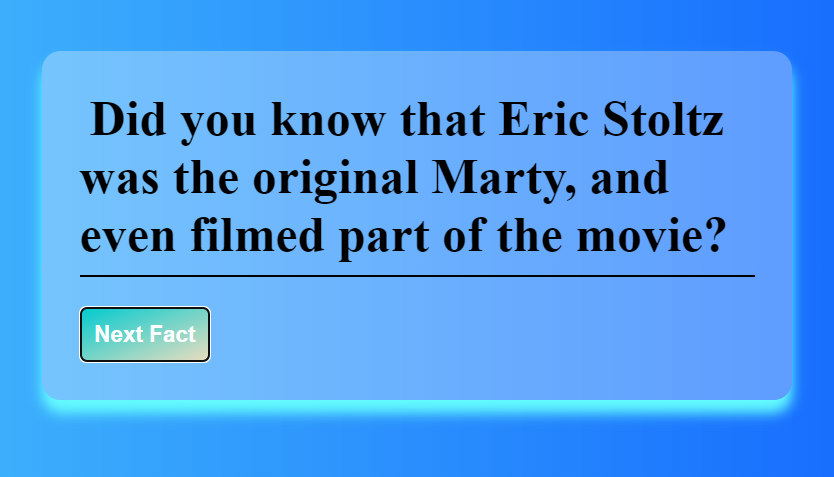 Did you know that Eric Stoltz
was the original Marty, and
even filmed part of the movie?
Next Fact